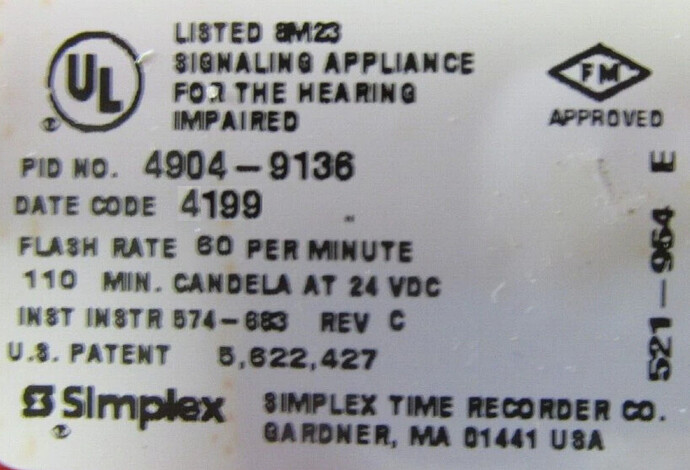 LISTED 8M23
SIGNALING APPLIANCE
FOR THE HEARING
IMPAIRED
UL
®
FM
APPROVED
PID NO. 4904-9136
DATE CODE 4199
FLASH RATE 60 PER MINUTE
110 MIN. CANDELA AT 24 VDC
INST INSTR 574-683 REV C
U.S. PATENT 5,622,427
Simplex
®
SIMPLEX TIME RECORDER CO.
GARDNER, MA 01441 USA
521-964 E